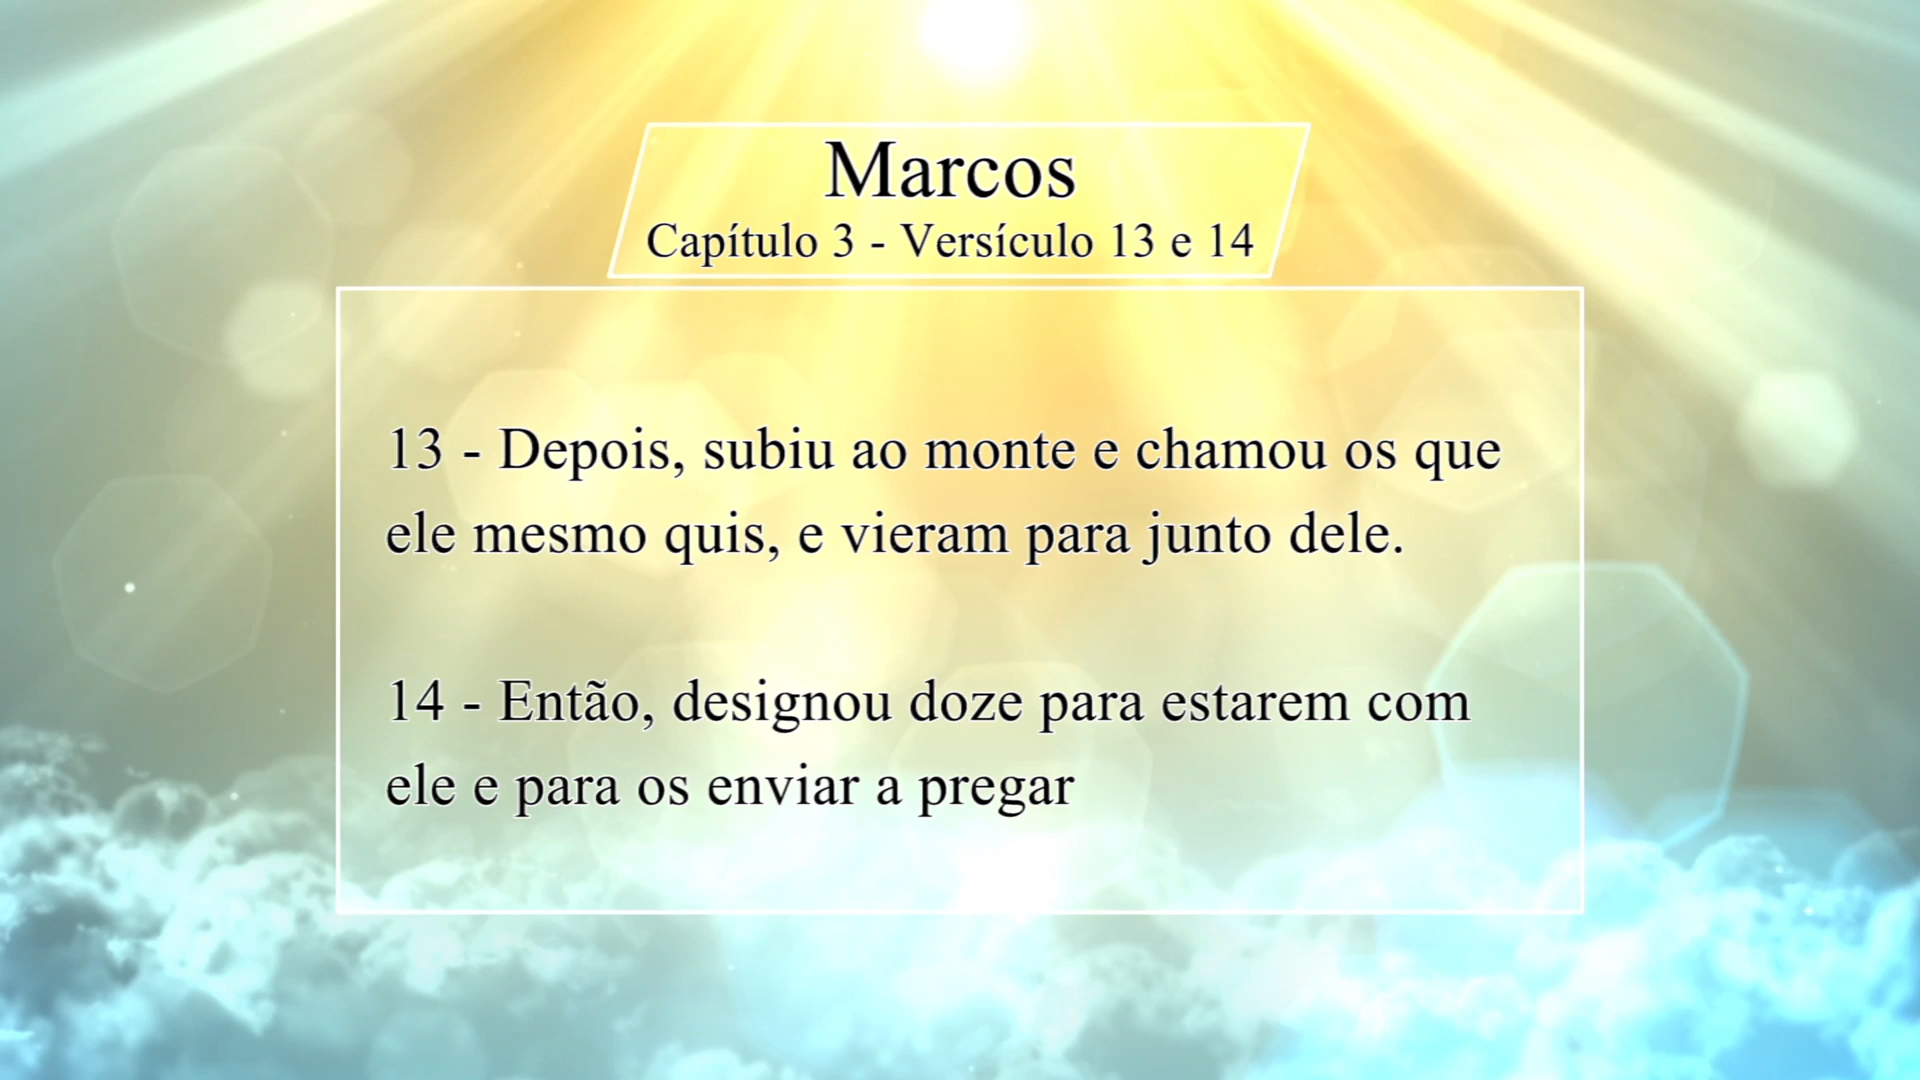 Marcos
Capítulo 3 - Versículo 13 e 14
13 - Depois, subiu ao monte e chamou os que
ele mesmo quis, e vieram para junto dele.
14 - Então, designou doze para estarem com
ele e para os enviar a pregar